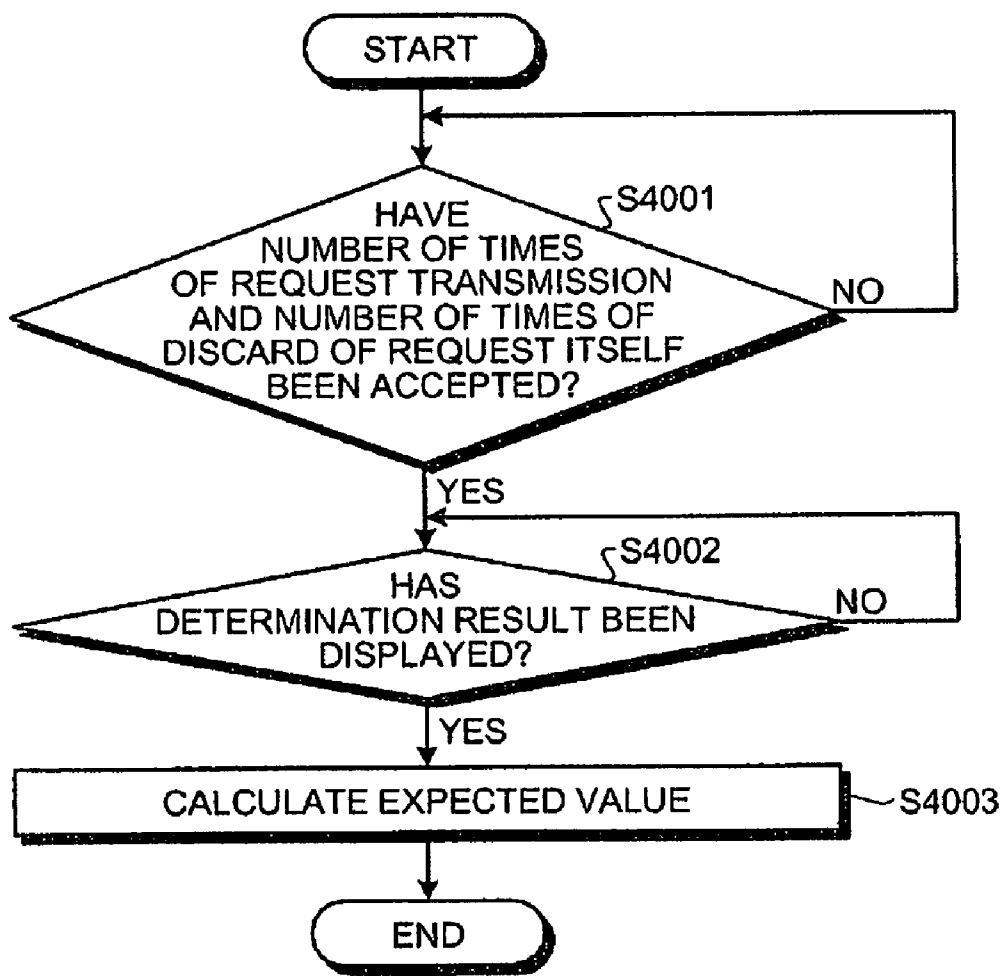 START
S4001
HAVE
NUMBER OF TIMES
OF REQUEST TRANSMISSION
AND NUMBER OF TIMES OF
DISCARD OF REQUEST ITSELF
BEEN ACCEPTED?
NO
YES
S4002
HAS
DETERMINATION RESULT BEEN
DISPLAYED?
NO
YES
CALCULATE EXPECTED VALUE
S4003
END